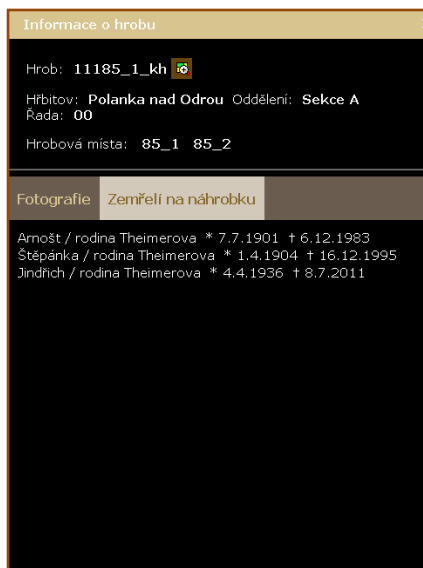 Informace o hrobu
Hrob: 11185_1_kh
Hřbitov: Polanka nad Odrou Oddělení: Sekce A
Řada: 00
Hrobová místa: 85_1 85_2
Fotografie Zemřelí na náhrobku
Arnošt / rodina Theimerova * 7.7.1901 † 6.12.1983
Štěpánka / rodina Theimerova * 1.4.1904 † 16.12.1995
Jindřich / rodina Theimerova * 4.4.1936 † 8.7.2011